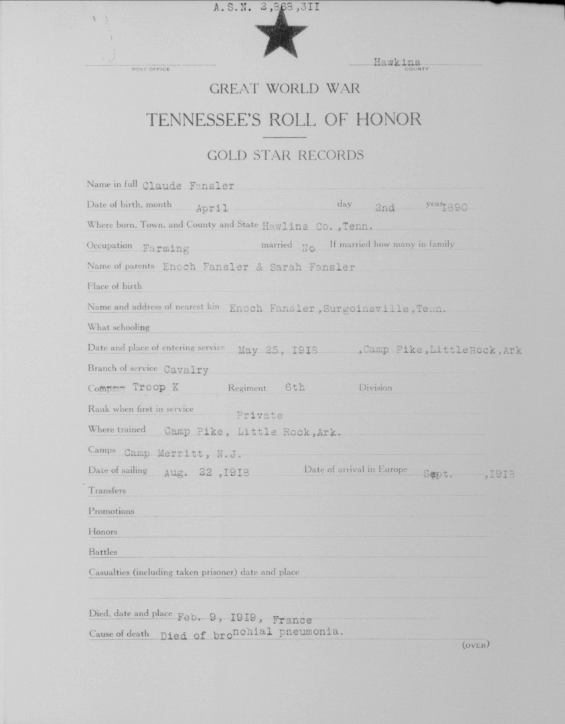 A.S.N.
Hawkins
POST-OFFICE COUNTY
GREAT WORLD WAR
TENNESSEE'S ROLL OF HONOR
GOLD STAR RECORDS
Name in full Claude Fansler
Date of birth, month April day 2nd year 1890
Where born, Town, and County and State Hawlins Co. ,Tenn.
Occupation Farming married No If married how many in family
Name of parents Enoch Fansler & Sarah Fansler
Place of birth
Name and address of nearest kin Enoch Fansler,Surgoinsville,Tenn.
What schooling
Date and place of entering service May 25, I9I8 ,Camp Pike,LittleRock,Ark
Branch of service Cavalry
Troop K Regiment 6th Division
Rank when first in service Private
Where trained Camp Pike, Little Rock,Ark.
Camps Camp Merritt, N.J.
Date of sailing Aug. 22 ,I9I8 Date of arrival in Europe Sept. ,I9I8
Transfers
Promotions
Honors
Battles
Casualties (including taken prisoner) date and place
Died, date and place Feb. 9, I9I9, France
Cause of death Died of bronchial pneumonia.
(OVER)